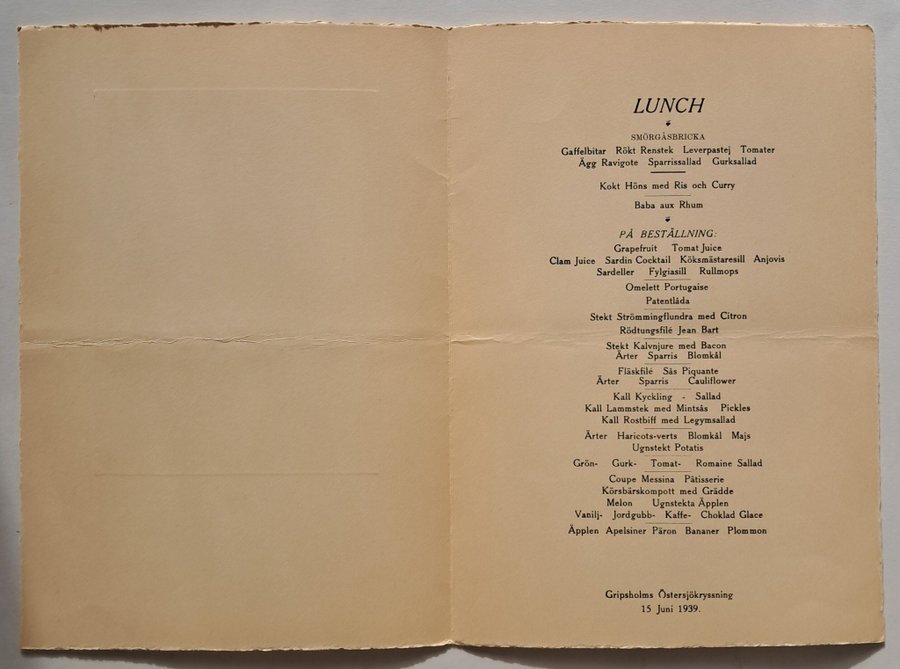 LUNCH
SMÖRGÅSBRICKA
Gaffelbitar Rökt Renstek Leverpastej Tomater
Ägg Ravigote Sparrissallad Gurksallad
Kokt Höns med Ris och Curry
Baba aux Rhum
PÅ BESTÄLLNING:
Grapefruit Tomat Juice
Clam Juice Sardin Cocktail Köksmästaresill Anjovis
Sardeller Fylgiasill Rullmops
Omelett Portugaise
Patentlåda
Stekt Strömmingflundra med Citron
Rödtungsfilé Jean Bart
Stekt Kalvnjure med Bacon
Ärter Sparris Blomkål
Fläskfilé Sås Piquante
Ärter Sparris Cauliflower
Kall Kyckling - Sallad
Kall Lammstek med Mintsås Pickles
Kall Rostbiff med Legymsallad
Ärter Haricots-verts Blomkål Majs
Ugnstekt Potatis
Grön- Gurk- Tomat- Romaine Sallad
Coupe Messina Pâtisserie
Körsbärskompott med Grädde
Melon Ugnstekta Äpplen
Vanilj- Jordgubb- Kaffe- Choklad Glace
Äpplen Apelsiner Päron Bananer Plommon
Gripsholms Östersjökryssning
15 Juni 1939.